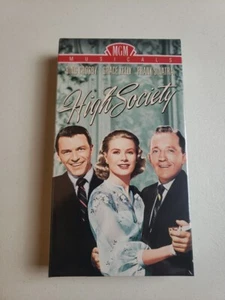 MGM
MUSICALS
BING CROSBY GRACE KELLY FRANK SINATRA
High Society